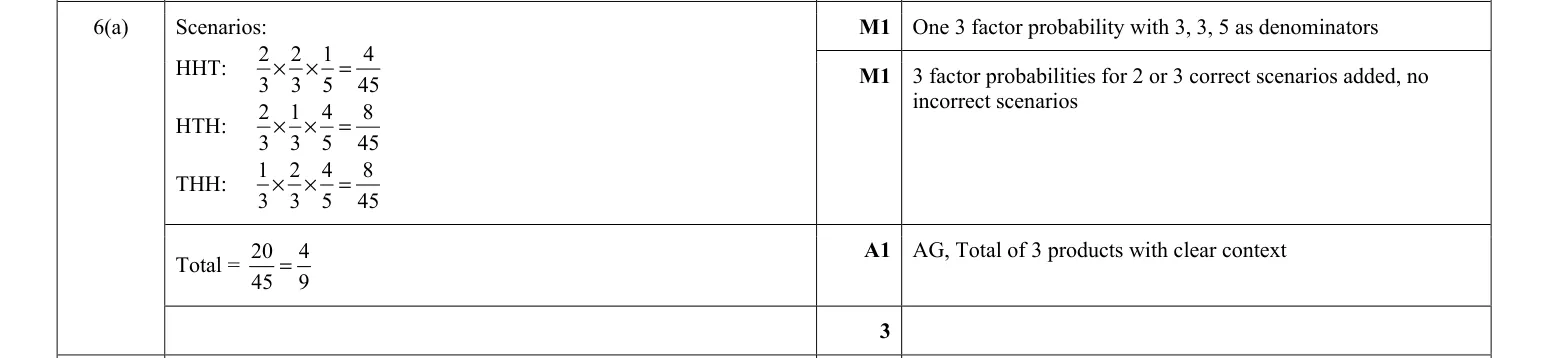 6(a) Scenarios: M1 One 3 factor probability with 3, 3, 5 as denominators
HHT: 2/3 × 2/3 × 1/5 = 4/45 M1 3 factor probabilities for 2 or 3 correct scenarios added, no
incorrect scenarios
HTH: 2/3 × 1/3 × 4/5 = 8/45
THH: 1/3 × 2/3 × 4/5 = 8/45
Total = 20/45 = 4/9 A1 AG, Total of 3 products with clear context
3